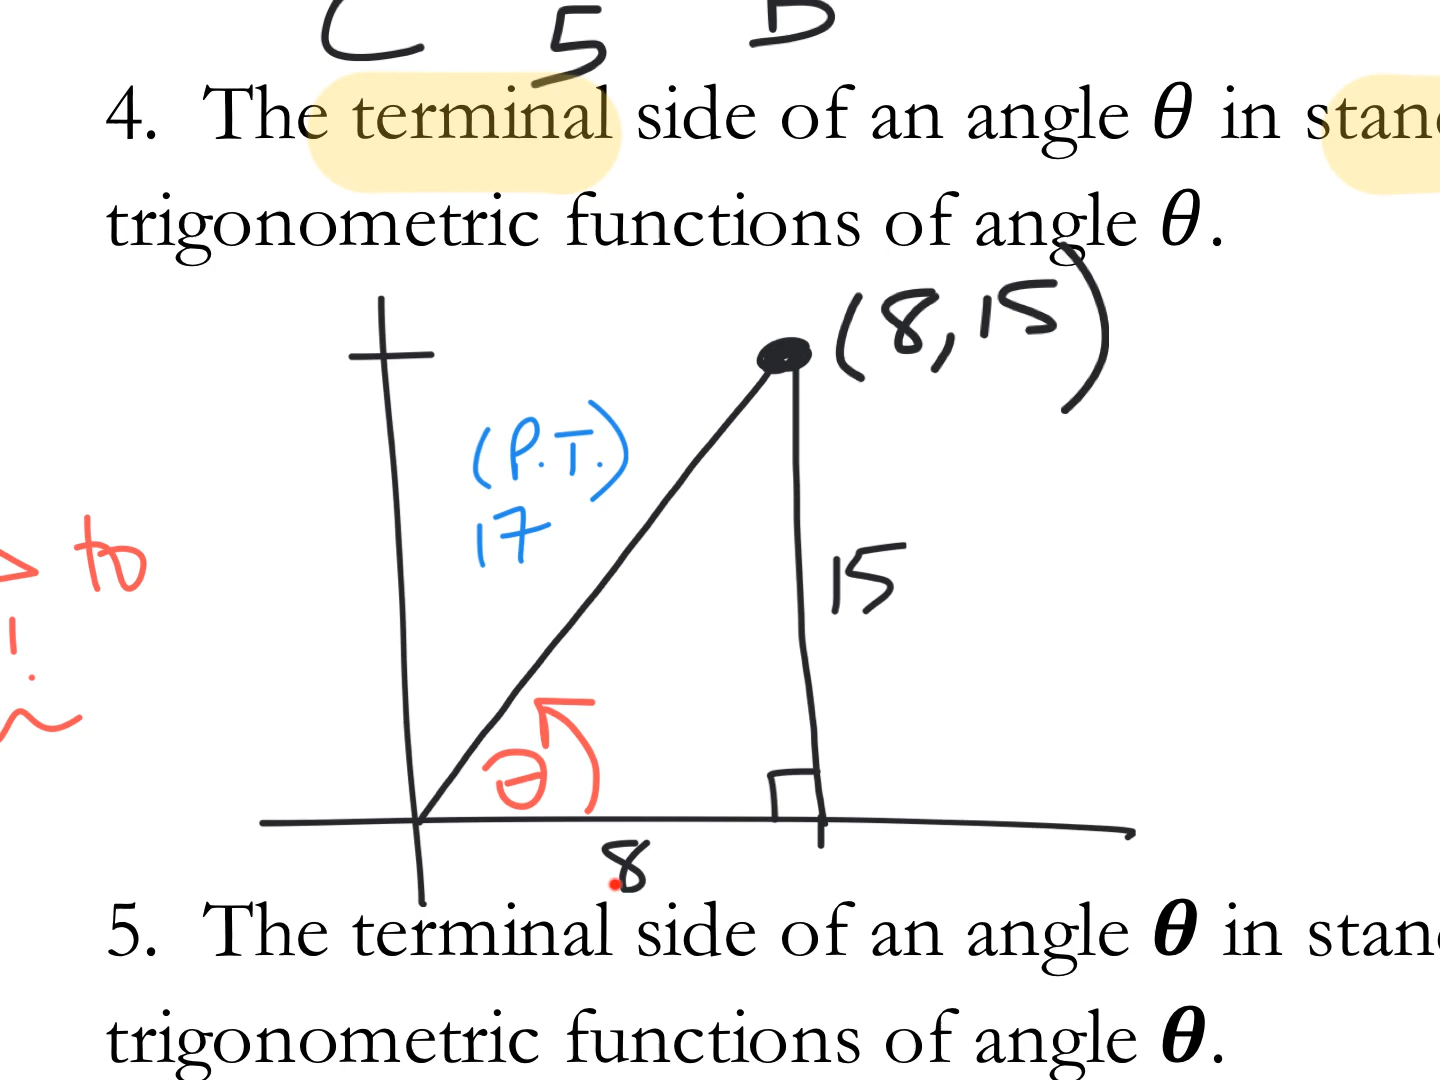 C 5 B
4. The terminal side of an angle θ in stan
trigonometric functions of angle θ.
(8,15)
(P.T.)
17
to
15
!
θ
8
5. The terminal side of an angle θ in stan
trigonometric functions of angle θ.